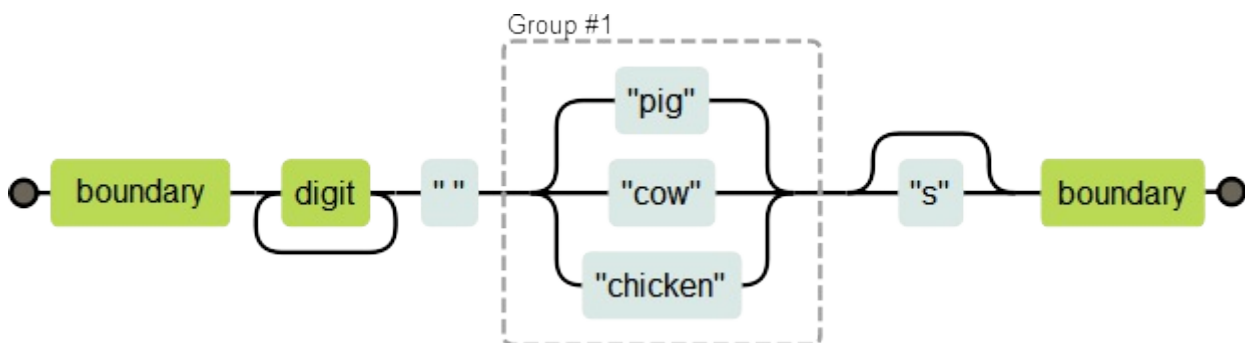 Group #1
"pig"
boundary digit " " "cow" "s" boundary
"chicken"